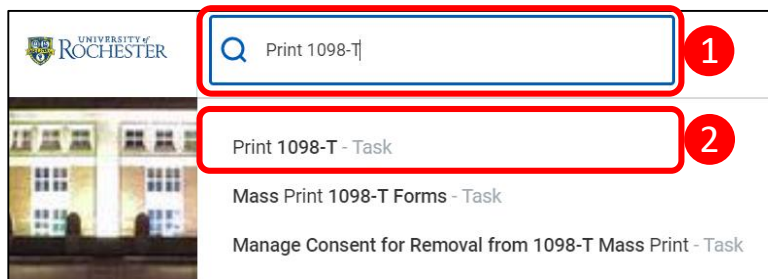 UNIVERSITY of
ROCHESTER
Print 1098-T
1
Print 1098-T - Task
2
Mass Print 1098-T Forms - Task
Manage Consent for Removal from 1098-T Mass Print - Task